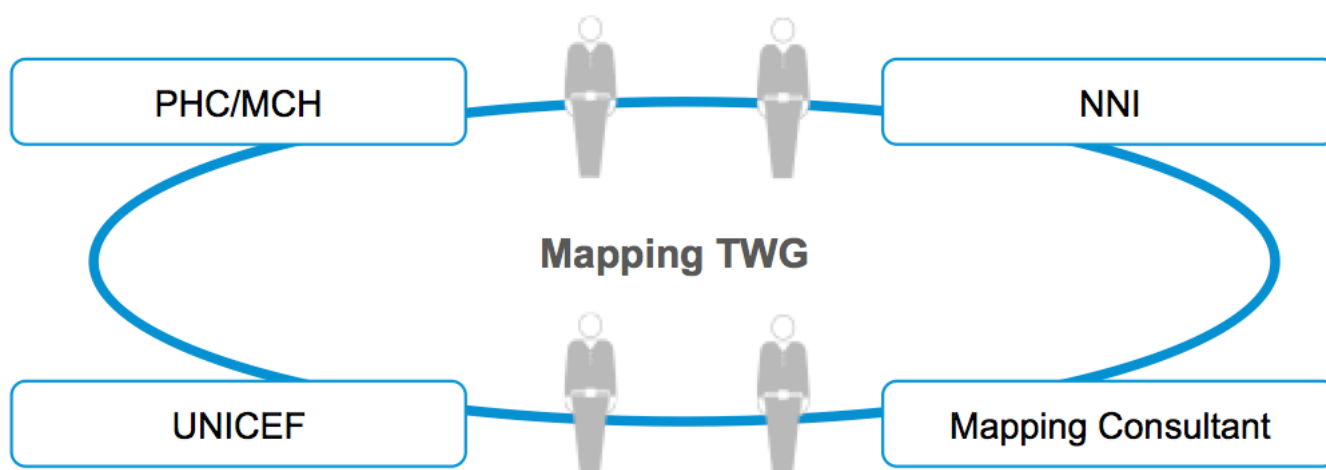 PHC/MCH
NNI
Mapping TWG
UNICEF
Mapping Consultant